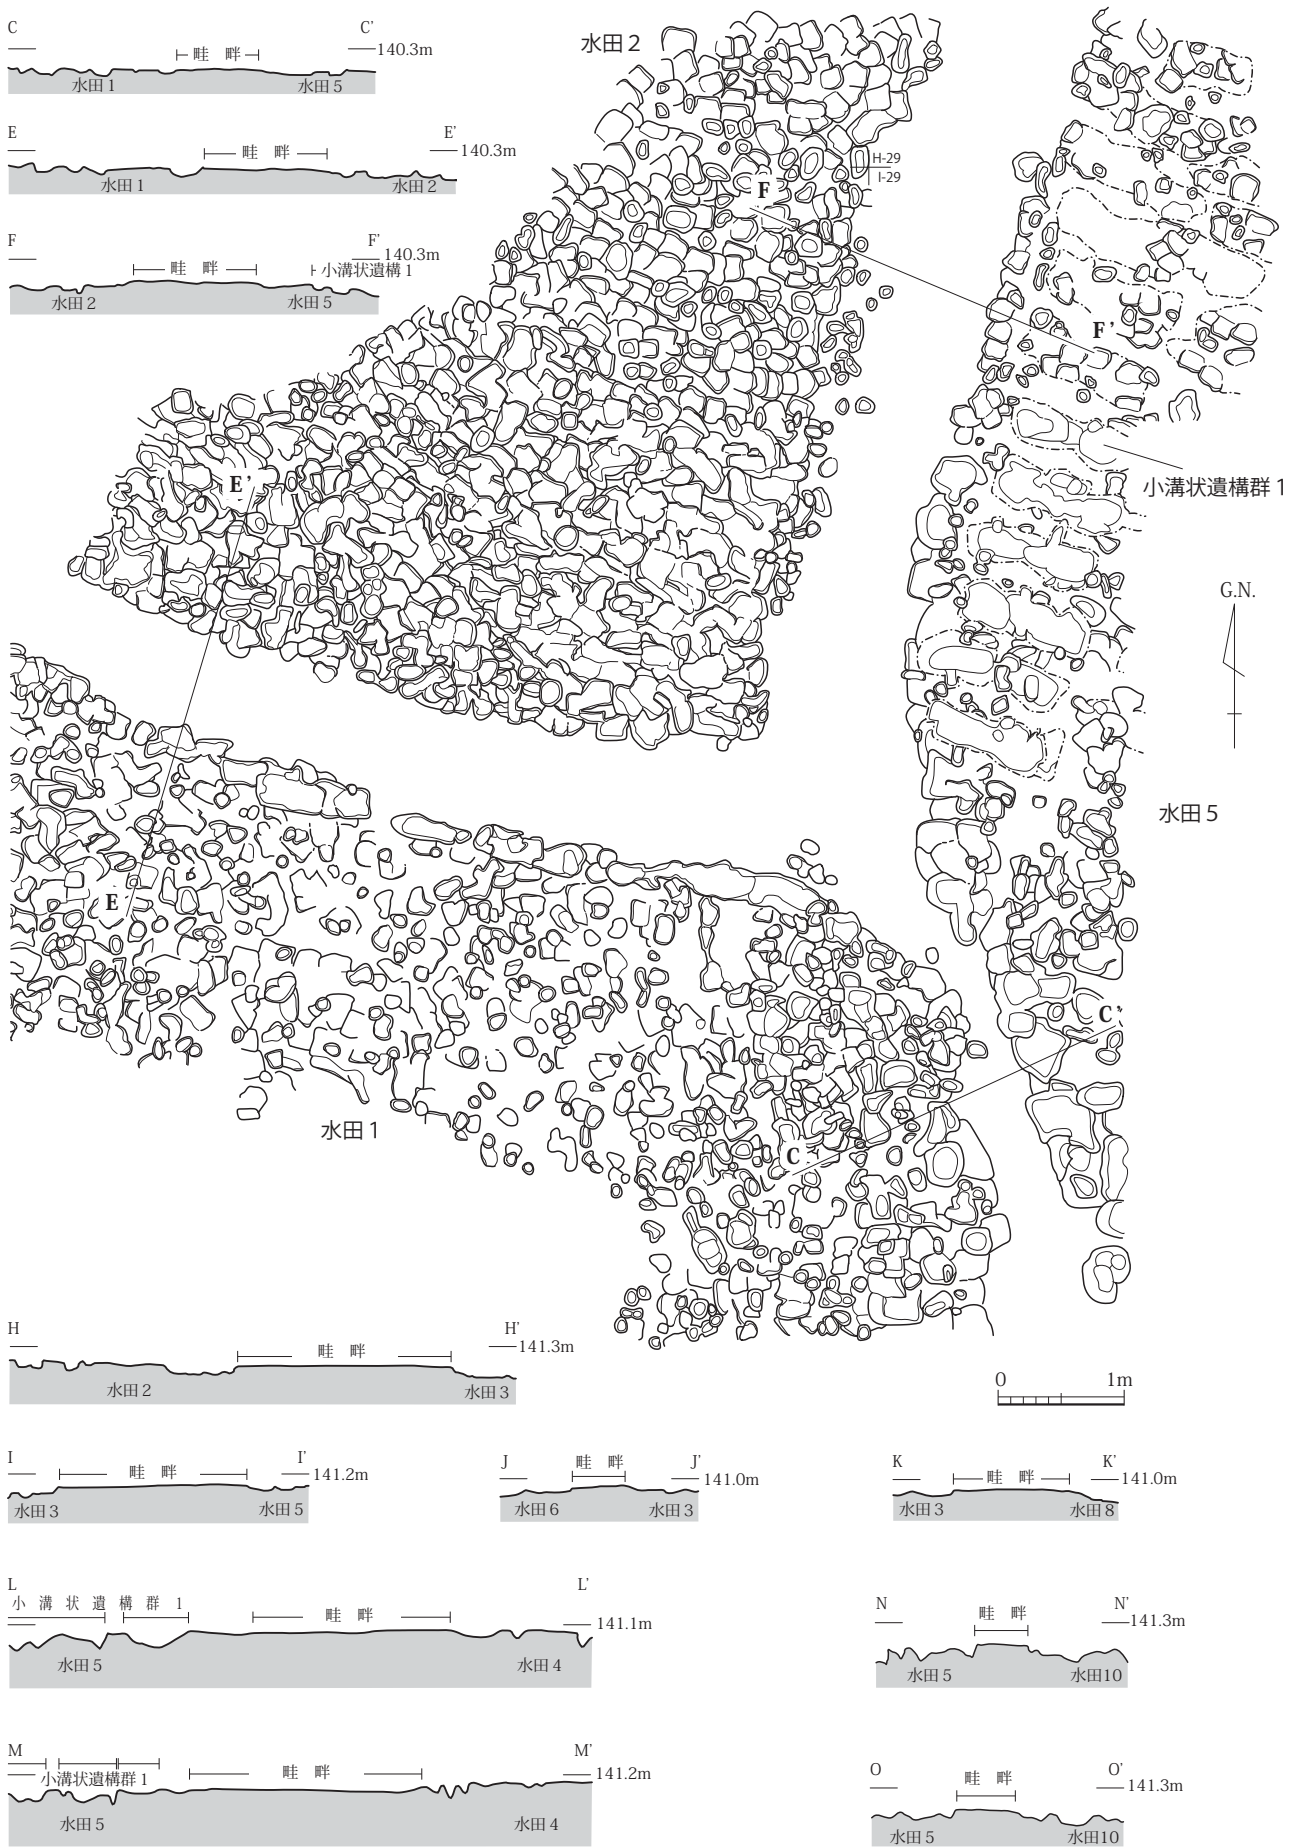 C C'
140.3m
畦 畔
水田1 水田5
E E'
140.3m
畦 畔
水田1 水田2
F F'
140.3m
畦 畔 小溝状遺構1
水田2 水田5
水田2
H-29
I-29
F
F'
E'
小溝状遺構群1
G.N.
水田5
E
C'
水田1
C
0 1m
H H'
141.3m
畦 畔
水田2 水田3
I I'
141.2m
畦 畔
水田3 水田5
J J'
141.0m
畦 畔
水田6 水田3
K K'
141.0m
畦 畔
水田3 水田8
L L'
小溝状遺構群1 畦 畔
141.1m
水田5 水田4
N N'
141.3m
畦 畔
水田5 水田10
M M'
141.2m
小溝状遺構群1 畦 畔
水田5 水田4
O O'
141.3m
畦 畔
水田5 水田10